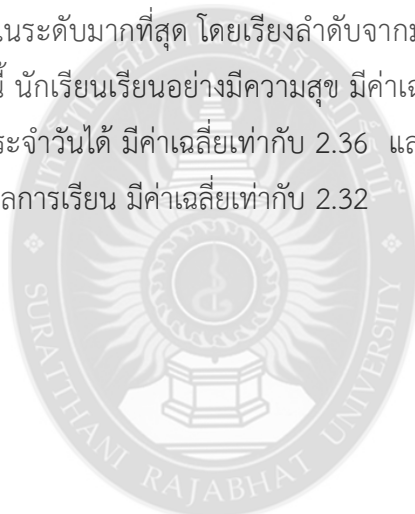 นระดับมากที่สุด โดยเรียงลำดับจากม
นี้ นักเรียนเรียนอย่างมีความสุข มีค่าเฉ
ระจำวันได้ มีค่าเฉลี่ยเท่ากับ 2.36 แล
ลการเรียน มีค่าเฉลี่ยเท่ากับ 2.32
SURATTHANI RAJABHAT UNIVERSITY